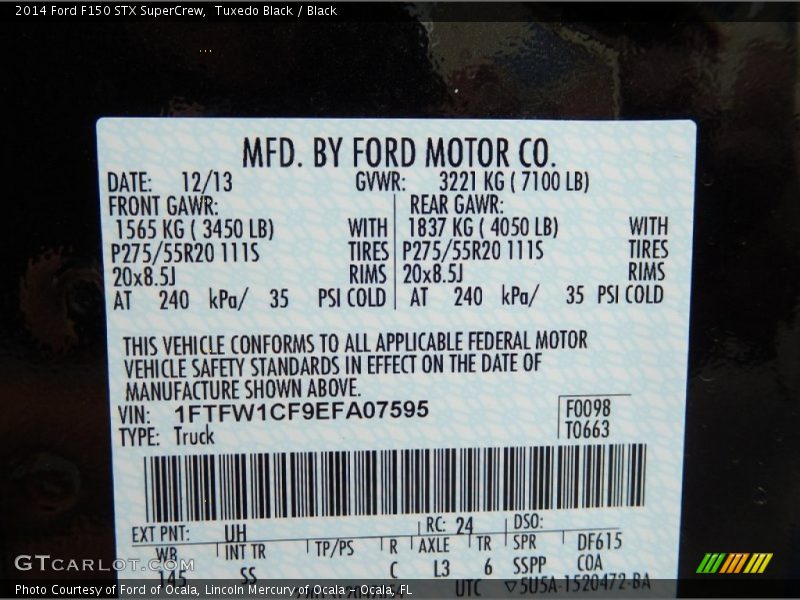 2014 Ford F150 STX SuperCrew, Tuxedo Black / Black
MFD. BY FORD MOTOR CO.
DATE: 12/13 GVWR: 3221 KG ( 7100 LB)
FRONT GAWR: REAR GAWR:
1565 KG ( 3450 LB) WITH 1837 KG ( 4050 LB) WITH
P275/55R20 111S TIRES P275/55R20 111S TIRES
20x8.5J RIMS 20x8.5J RIMS
AT 240 kPa/ 35 PSI COLD AT 240 kPa/ 35 PSI COLD
THIS VEHICLE CONFORMS TO ALL APPLICABLE FEDERAL MOTOR
VEHICLE SAFETY STANDARDS IN EFFECT ON THE DATE OF
MANUFACTURE SHOWN ABOVE.
VIN: 1FTFW1CF9EFA07595 F0098
TYPE: Truck T0663
EXT PNT: UH RC: 24 DSO:
WB INT TR TP/PS R AXLE TR SPR DF615
145 SS C L3 6 SSPP COA
UTC ▽5U5A-1520472-BA
GTCARLOT.COM
Photo Courtesy of Ford of Ocala, Lincoln Mercury of Ocala - Ocala, FL